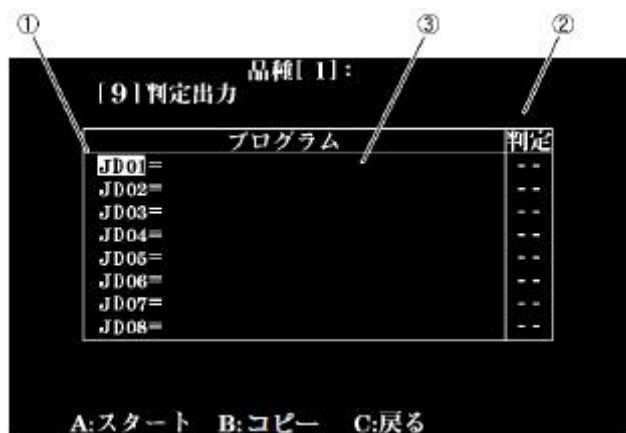 ① ③ ②
品種[ 1]:
[9]判定出力
プログラム 判定
JD01= --
JD02= --
JD03= --
JD04= --
JD05= --
JD06= --
JD07= --
JD08= --
A:スタート B:コピー C:戻る